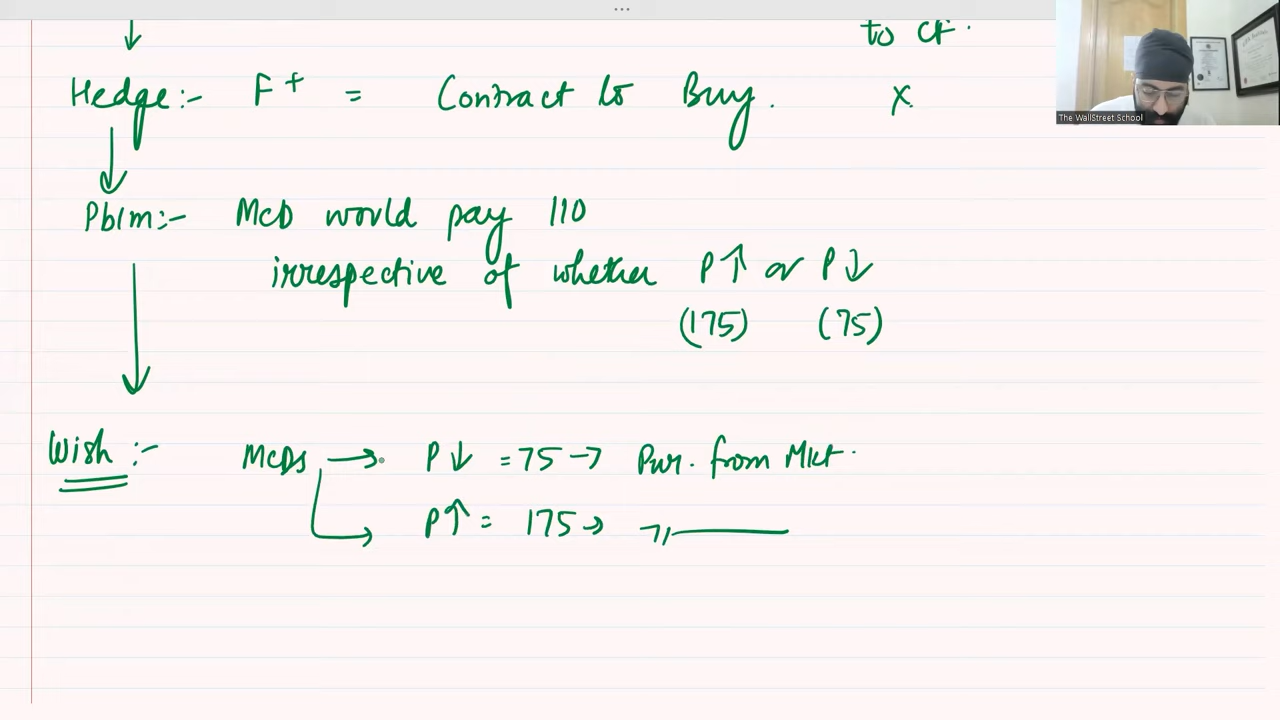 to CF.
Hedge:- F+ = Contract to Buy. X
The WallStreet School
Pblm:- McD would pay 110
irrespective of whether P↑ or P↓
(175) (75)
Wish:- McDs → P↓ = 75 → Pur. from Mkt.
P↑ = 175 →